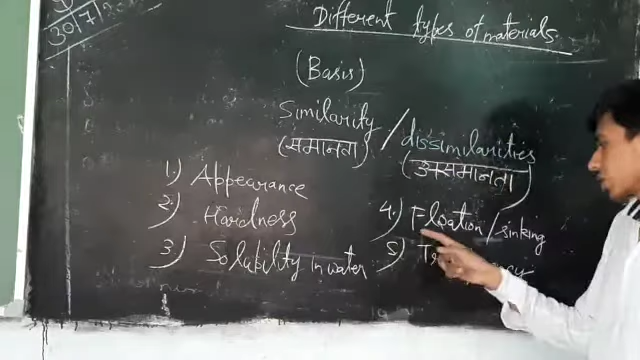 30/7
Different types of materials
(Basis)
Similarity / dissimilarities
(समानता) (असमानता)
1.) Appearance
2) Hardness
3) Solubility in water
4.) Floation / sinking
5)